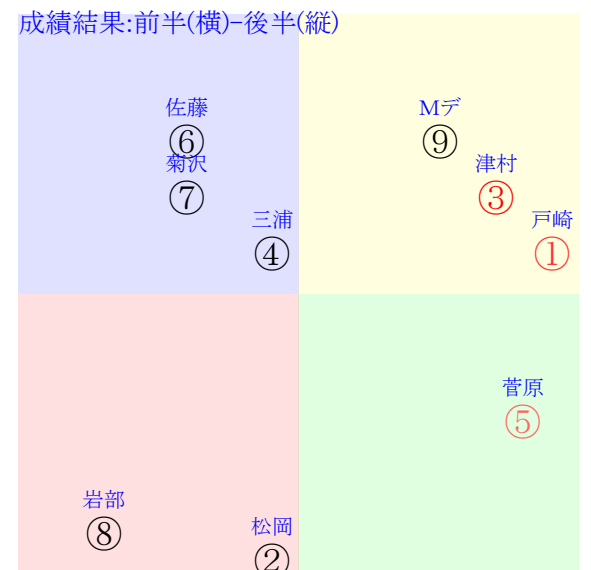 成績結果:前半(横)-後半(縦)
佐藤
⑥
Mデ
⑨
菊沢
⑦
津村
③
三浦
④
戸崎
①
菅原
⑤
岩部
⑧
松岡
②